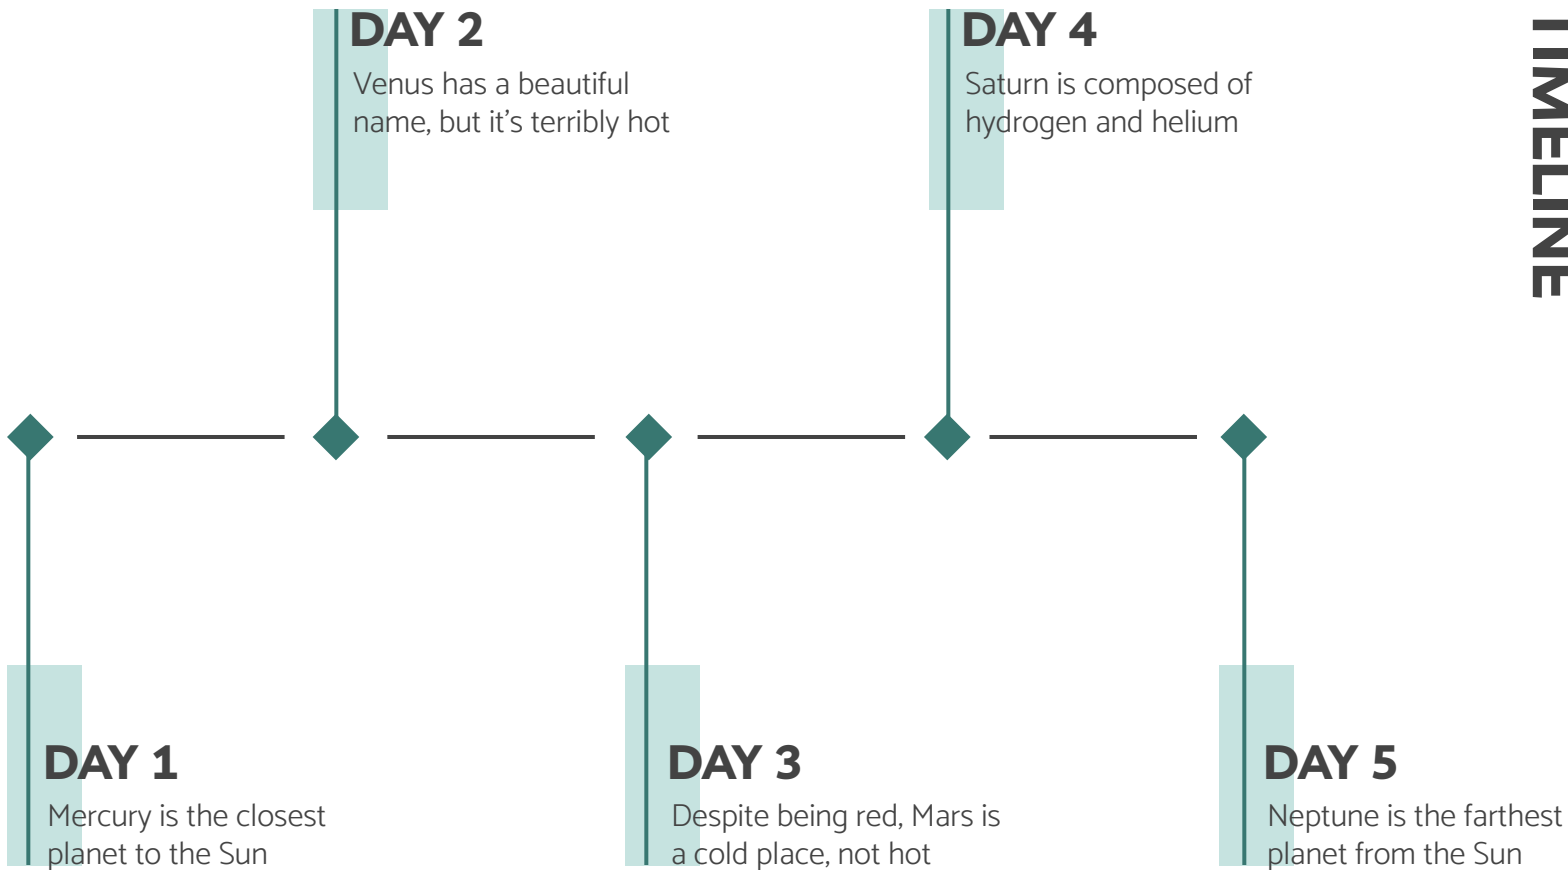 TIMELINE
DAY 1
Mercury is the closest
planet to the Sun
DAY 2
Venus has a beautiful
name, but it’s terribly hot
DAY 3
Despite being red, Mars is
a cold place, not hot
DAY 4
Saturn is composed of
hydrogen and helium
DAY 5
Neptune is the farthest
planet from the Sun